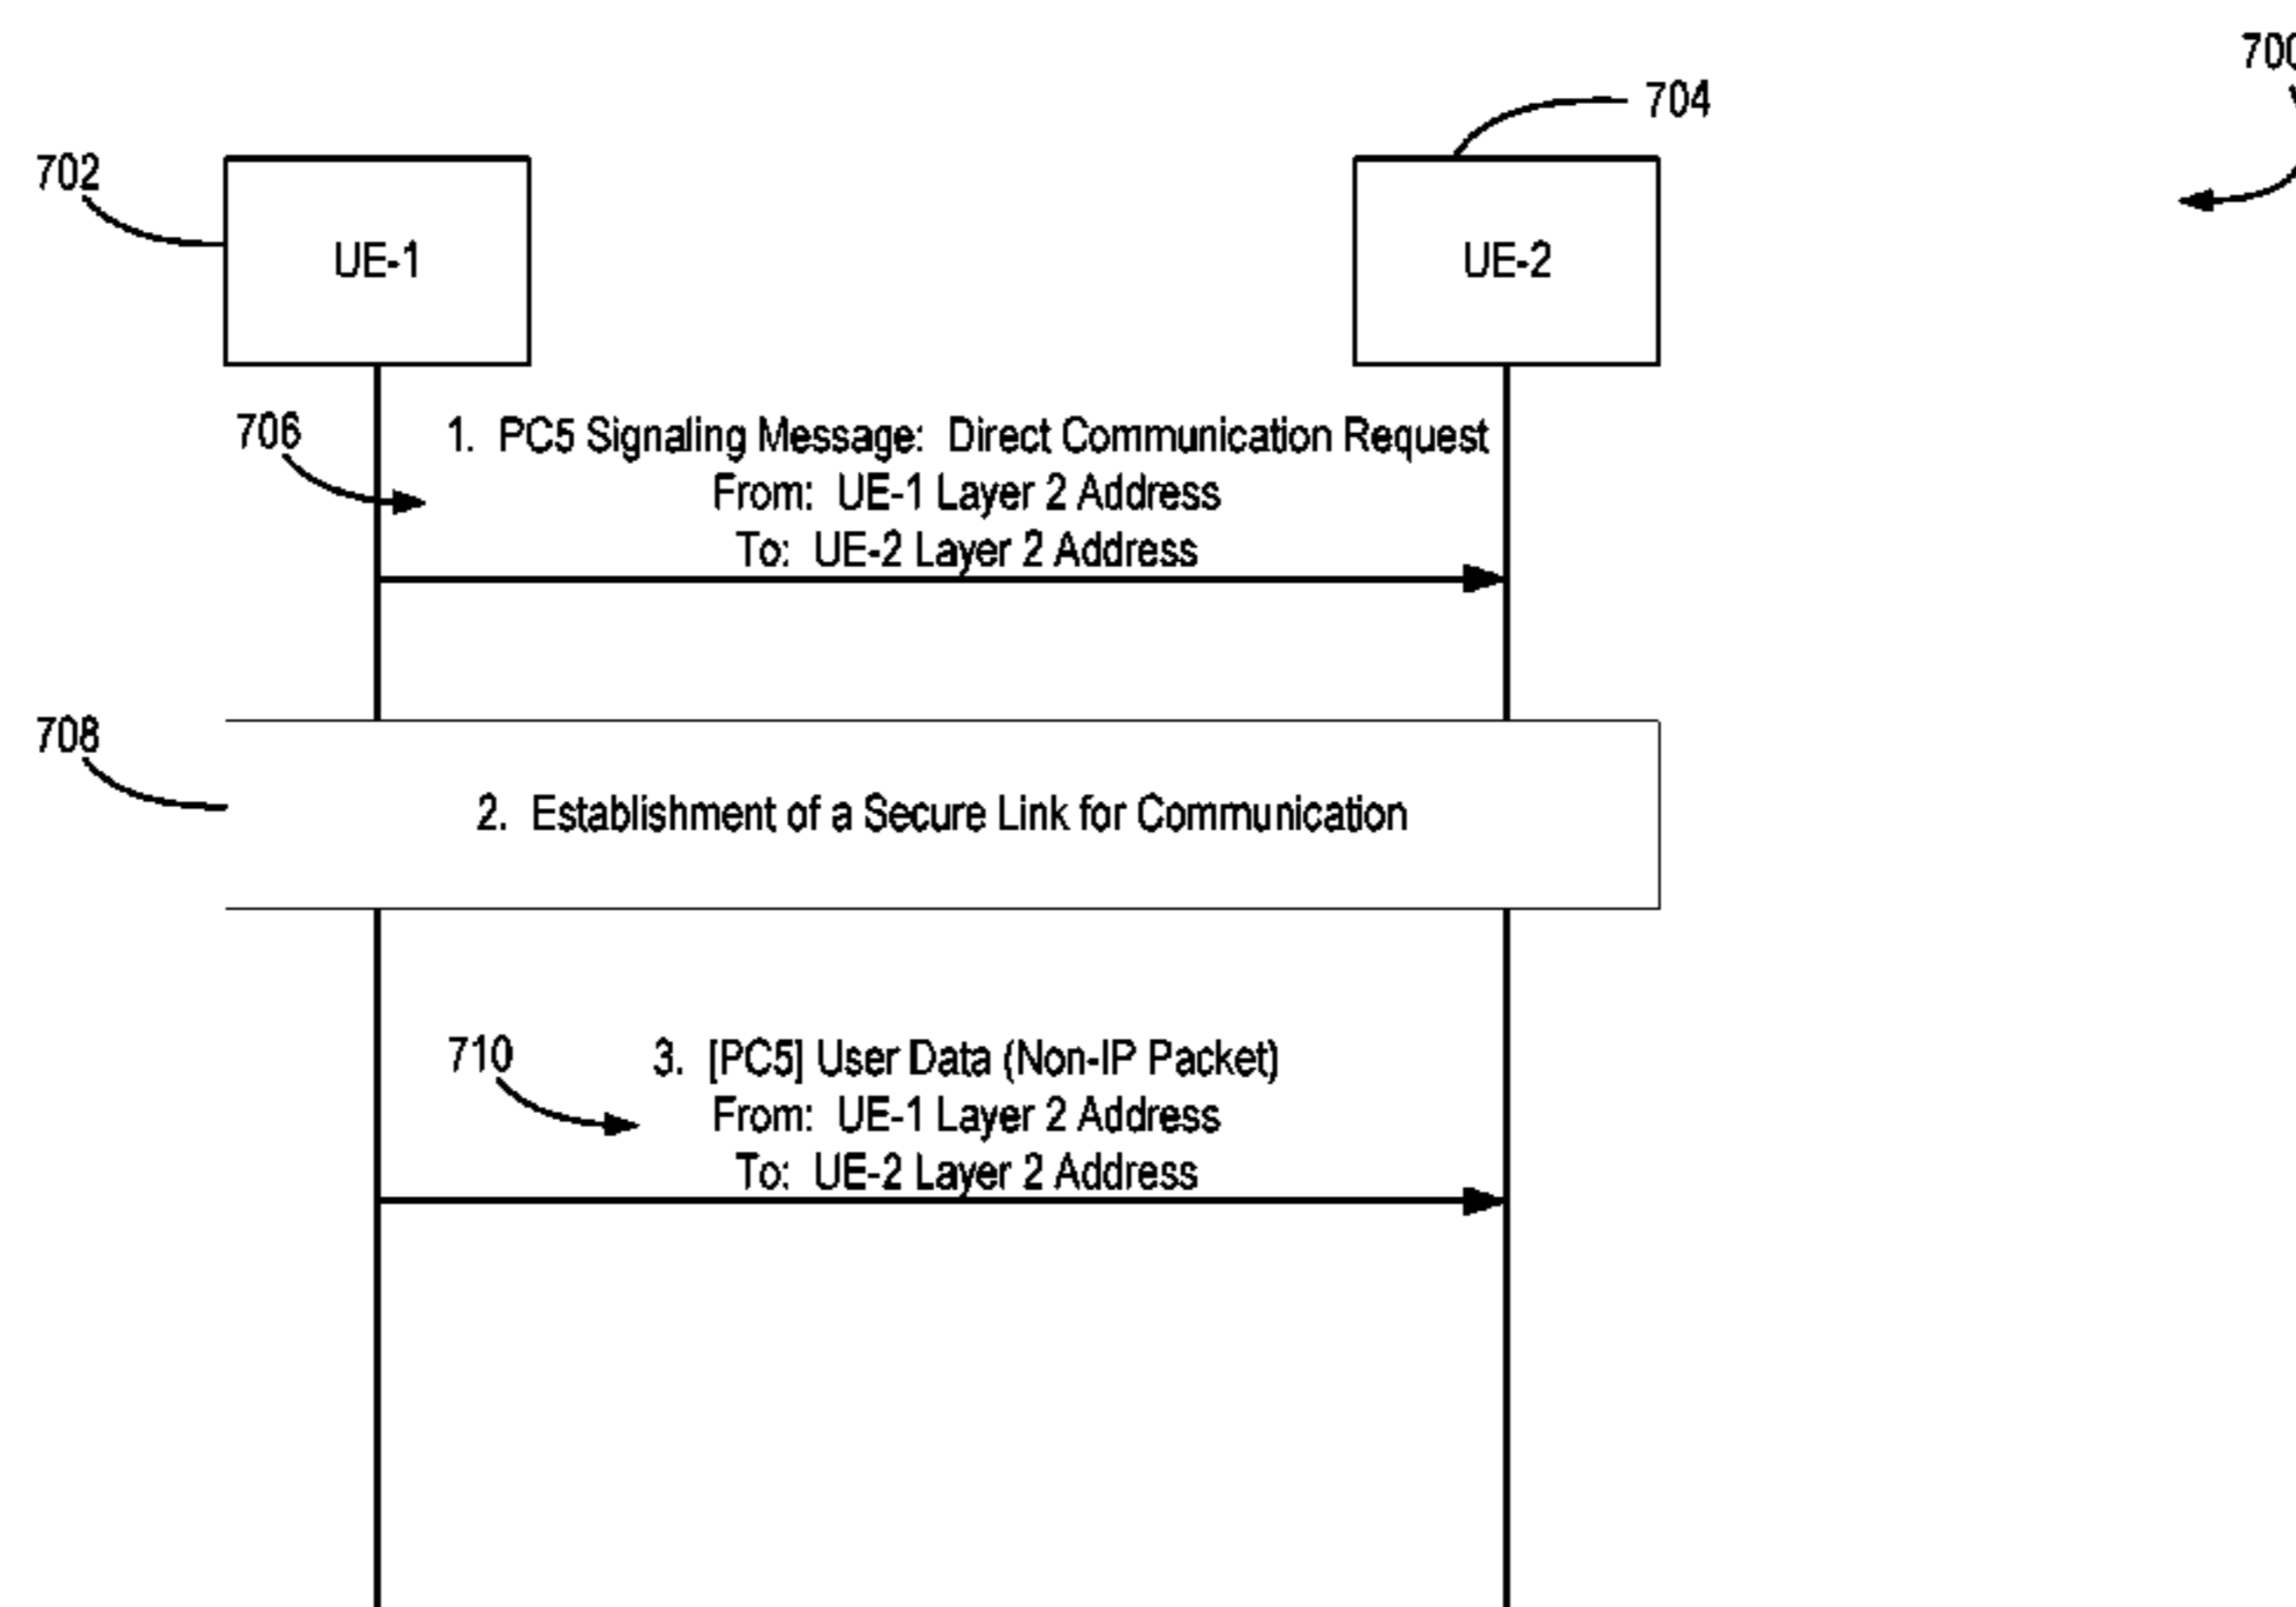 700
704
702
UE-1
UE-2
706
1. PC5 Signaling Message: Direct Communication Request
From: UE-1 Layer 2 Address
To: UE-2 Layer 2 Address
708
2. Establishment of a Secure Link for Communication
710
3. [PC5] User Data (Non-IP Packet)
From: UE-1 Layer 2 Address
To: UE-2 Layer 2 Address